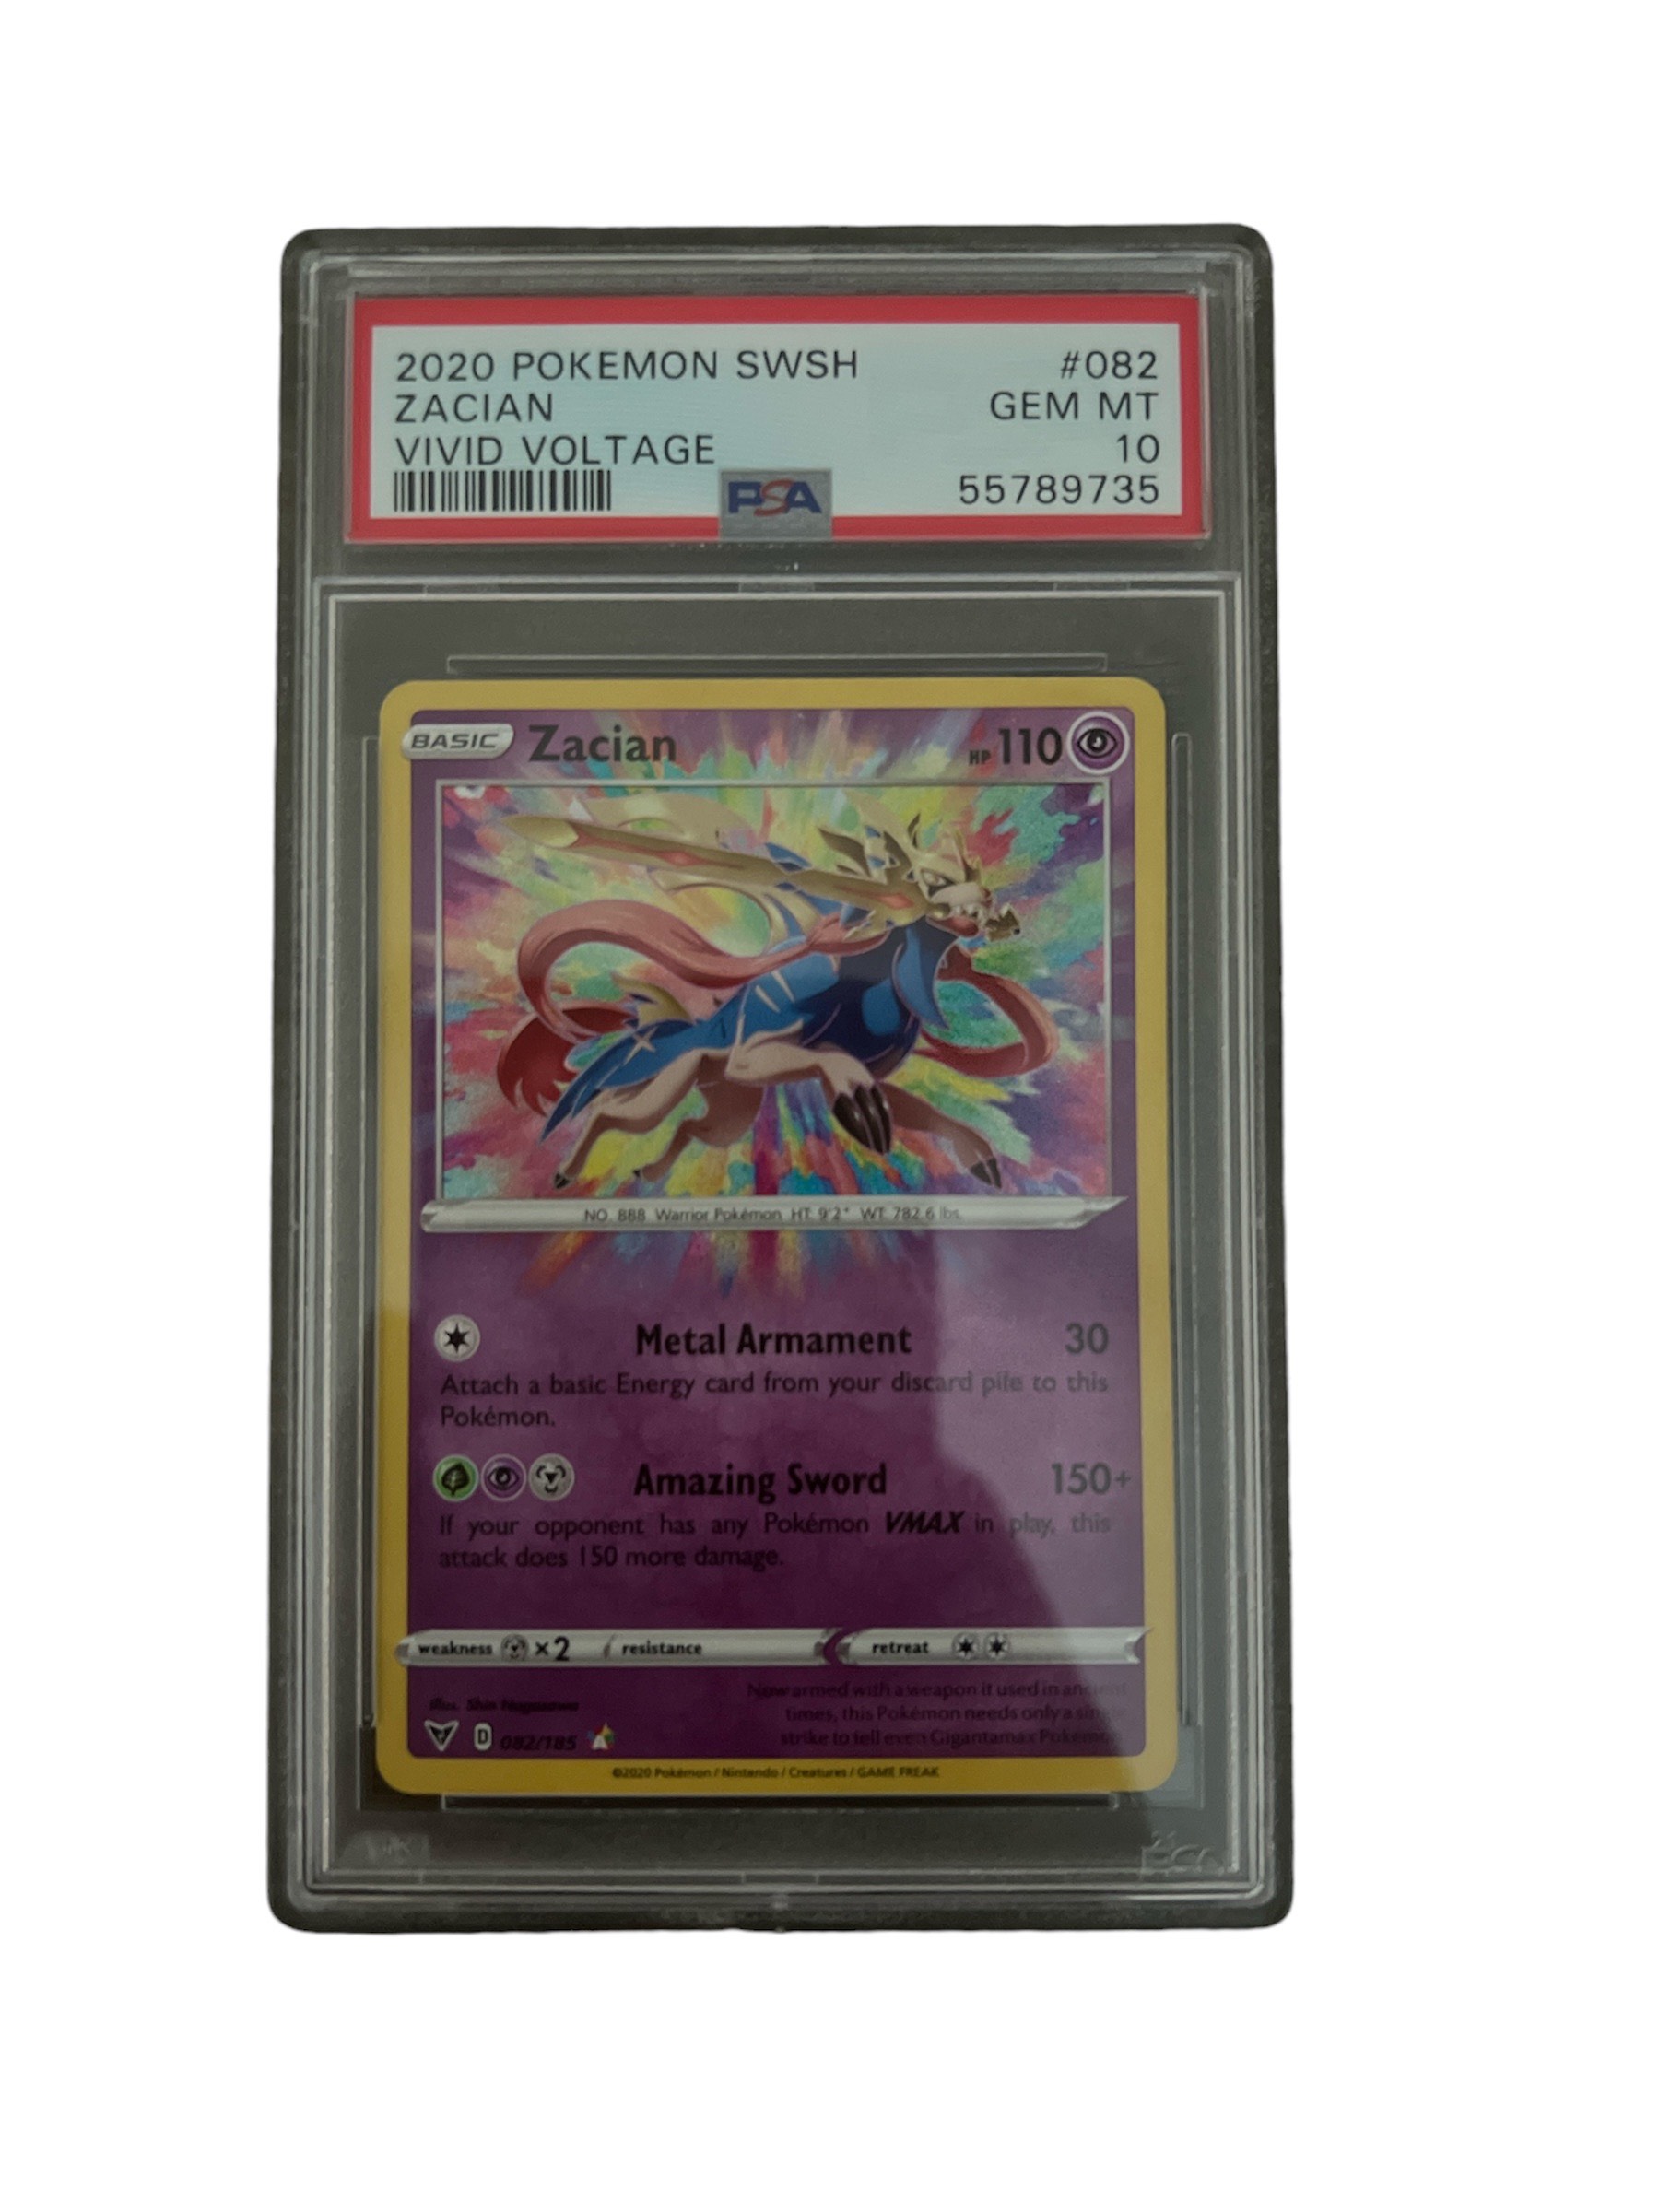 2020 POKEMON SWSH #082
ZACIAN GEM MT
VIVID VOLTAGE 10
PSA 55789735
BASIC Zacian HP 110
NO. 888 Warrior Pokémon HT: 9'2" WT: 782.6 lbs.
Metal Armament 30
Attach a basic Energy card from your discard pile to this
Pokémon.
Amazing Sword 150+
If your opponent has any Pokémon VMAX in play, this
attack does 150 more damage.
weakness ×2 resistance retreat
Illus. Shin Nagasawa
Now armed with a weapon it used in ancient
times, this Pokémon needs only a single
strike to fell even Gigantamax Pokémon.
D 082/185
©2020 Pokémon / Nintendo / Creatures / GAME FREAK